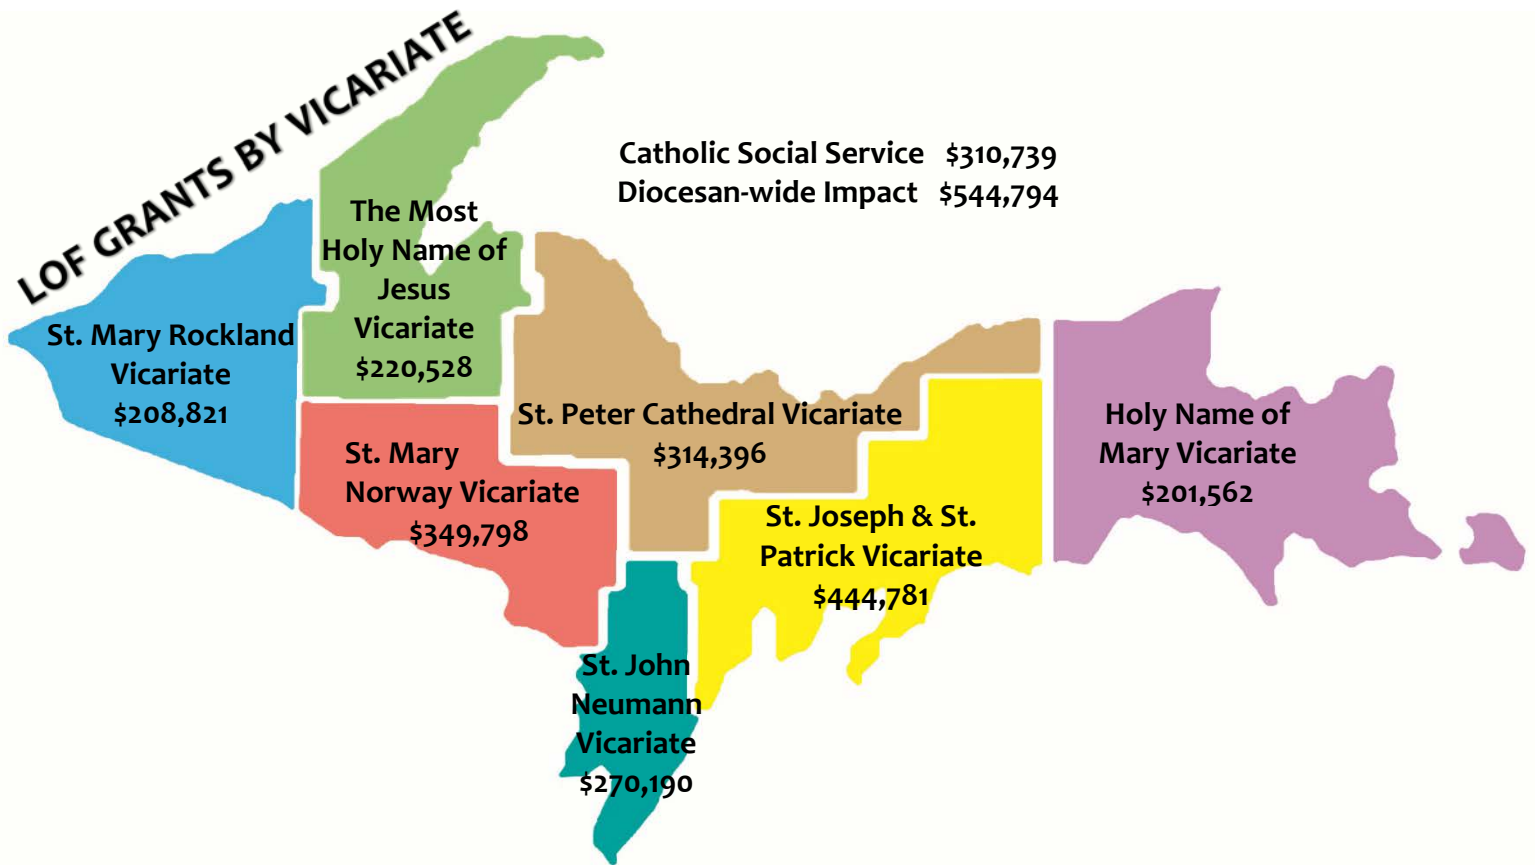 LOF GRANTS BY VICARIATE
Catholic Social Service $310,739
Diocesan-wide Impact $544,794
The Most
Holy Name of
Jesus
Vicariate
$220,528
St. Mary Rockland
Vicariate
$208,821
St. Peter Cathedral Vicariate
$314,396
Holy Name of
Mary Vicariate
$201,562
St. Mary
Norway Vicariate
$349,798
St. Joseph & St.
Patrick Vicariate
$444,781
St. John
Neumann
Vicariate
$270,190